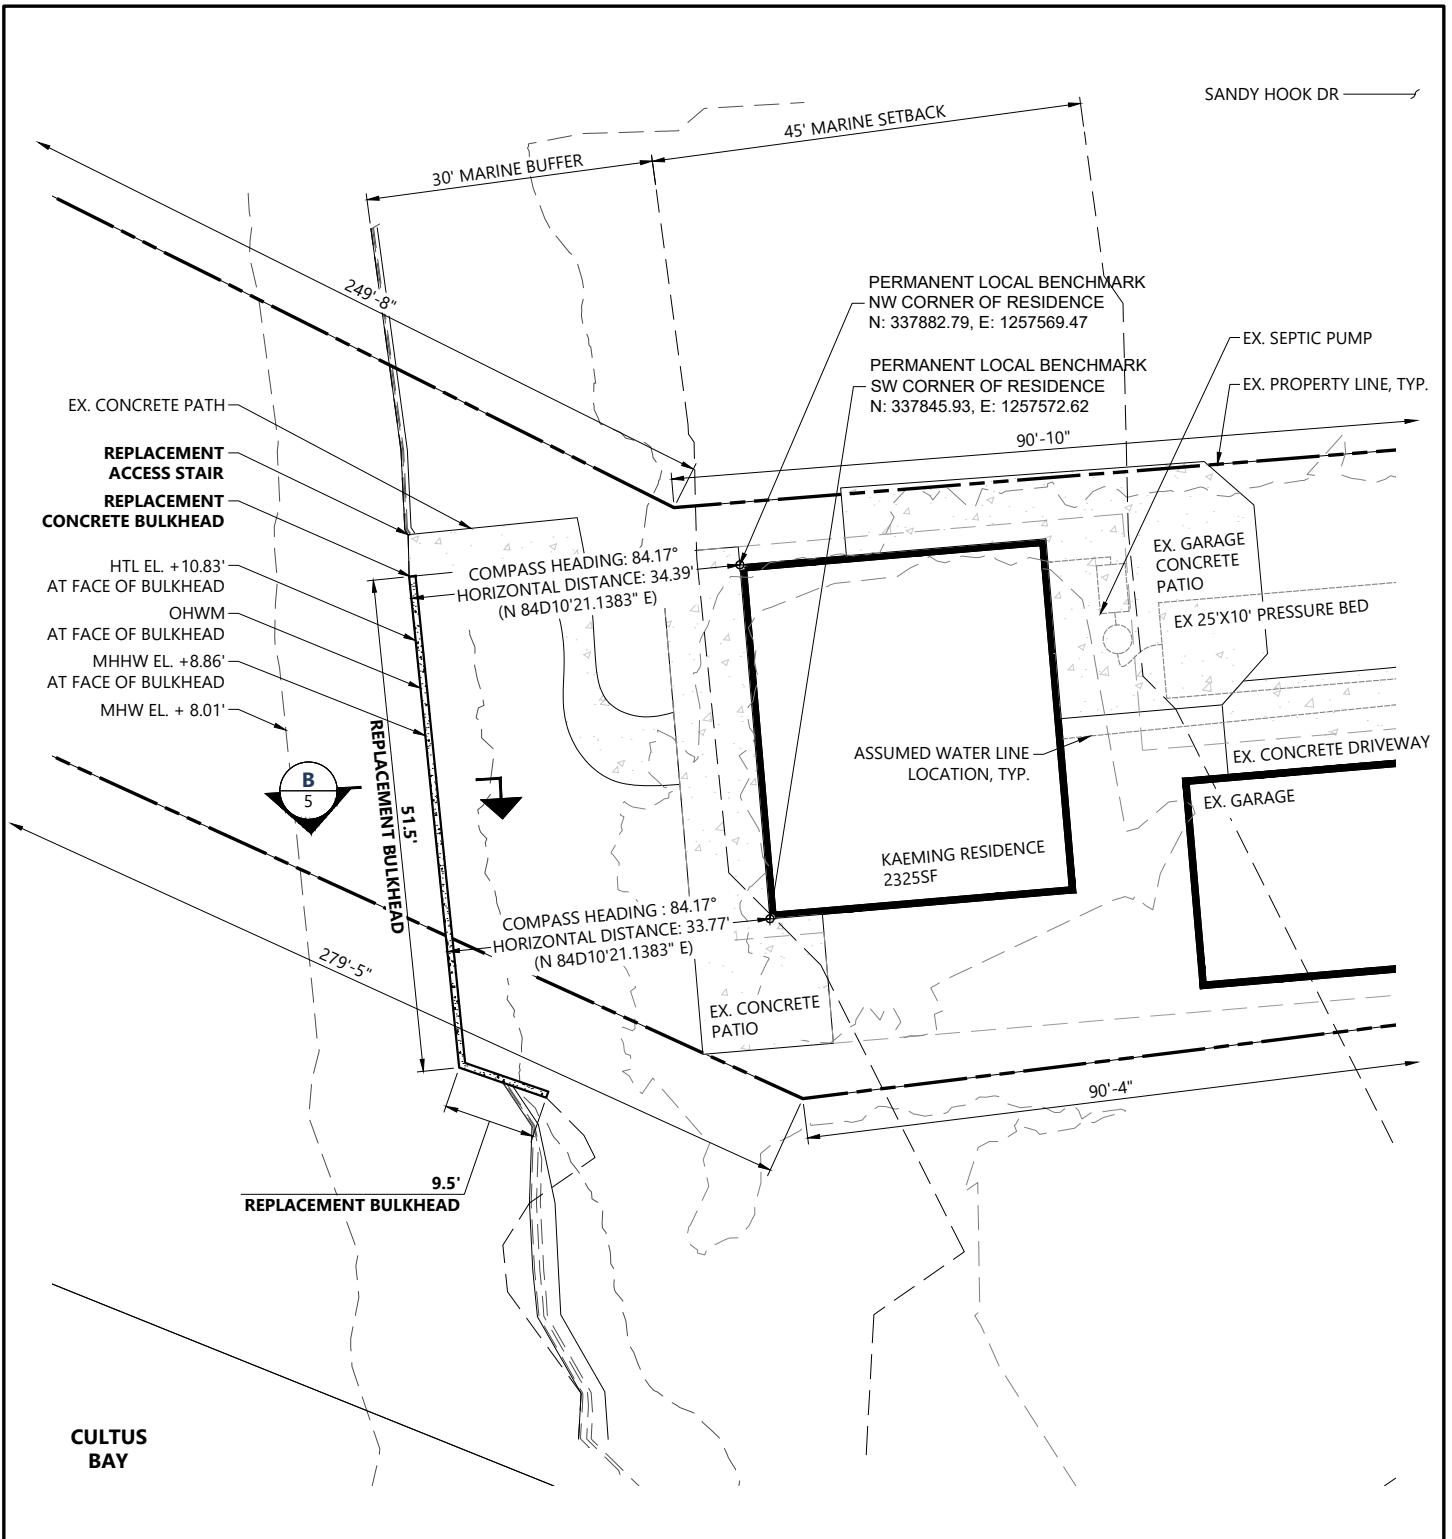 SANDY HOOK DR
45' MARINE SETBACK
30' MARINE BUFFER
249'-8"
PERMANENT LOCAL BENCHMARK
NW CORNER OF RESIDENCE
N: 337882.79, E: 1257569.47
PERMANENT LOCAL BENCHMARK
SW CORNER OF RESIDENCE
N: 337845.93, E: 1257572.62
EX. SEPTIC PUMP
EX. PROPERTY LINE, TYP.
90'-10"
EX. CONCRETE PATH
REPLACEMENT
ACCESS STAIR
REPLACEMENT
CONCRETE BULKHEAD
HTL EL. +10.83'
AT FACE OF BULKHEAD
OHWM
AT FACE OF BULKHEAD
MHHW EL. +8.86'
AT FACE OF BULKHEAD
MHW EL. + 8.01'
COMPASS HEADING: 84.17°
HORIZONTAL DISTANCE: 34.39'
(N 84D10'21.1383" E)
EX. GARAGE
CONCRETE
PATIO
EX 25'X10' PRESSURE BED
ASSUMED WATER LINE
LOCATION, TYP.
EX. CONCRETE DRIVEWAY
EX. GARAGE
B
5
51.5'
REPLACEMENT BULKHEAD
KAEMING RESIDENCE
2325SF
COMPASS HEADING : 84.17°
HORIZONTAL DISTANCE: 33.77'
(N 84D10'21.1383" E)
279'-5"
EX. CONCRETE
PATIO
90'-4"
9.5'
REPLACEMENT BULKHEAD
CULTUS
BAY